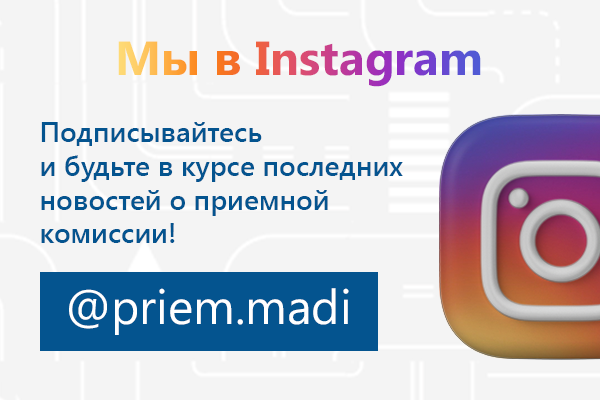 Мы в Instagram
Подписывайтесь
и будьте в курсе последних
новостей о приемной
комиссии!
@priem.madi